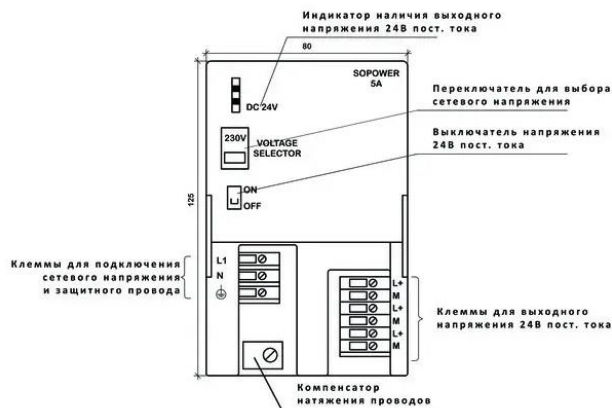 Индикатор наличия выходного
напряжения 24В пост. тока
80
SOPOWER
5A
DC 24V
Переключатель для выбора
сетевого напряжения
230V
VOLTAGE
SELECTOR
Выключатель напряжения
24В пост. тока
ON
OFF
125
Клеммы для подключения
сетевого напряжения
и защитного провода
L1
N
L+
M
L+
M
L+
M
Клеммы для выходного
напряжения 24В пост. тока
Компенсатор
натяжения проводов